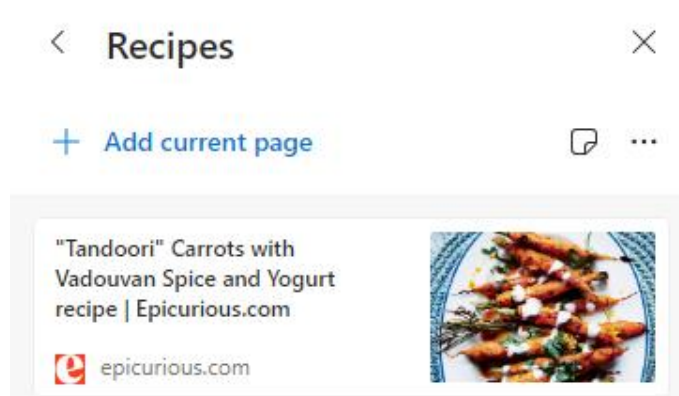 Recipes
Add current page
"Tandoori" Carrots with
Vadouvan Spice and Yogurt
recipe | Epicurious.com
epicurious.com